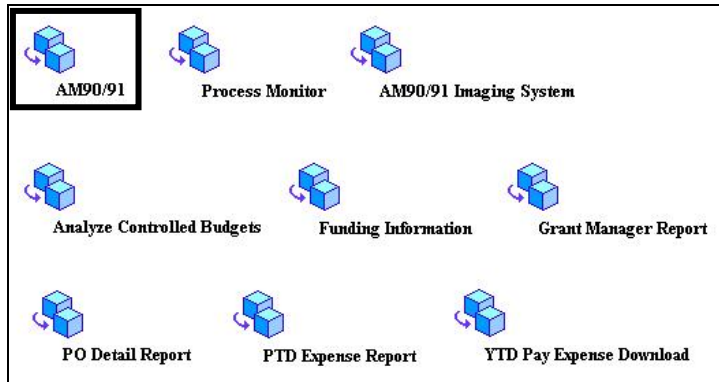 AM90/91
Process Monitor
AM90/91 Imaging System
Analyze Controlled Budgets
Funding Information
Grant Manager Report
PO Detail Report
PTD Expense Report
YTD Pay Expense Download